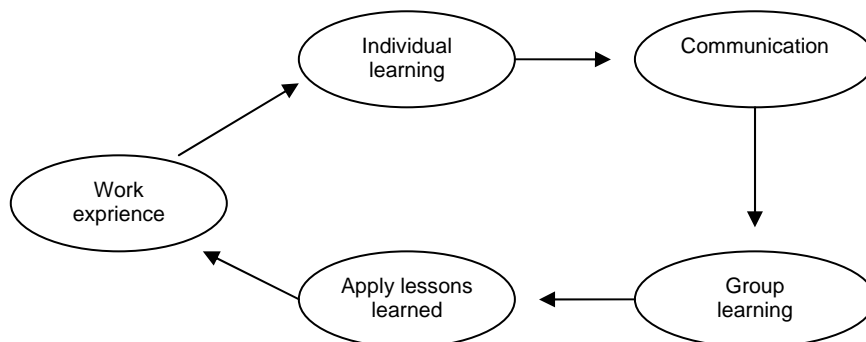 Individual
learning
Communication
Work
exprience
Apply lessons
learned
Group
learning